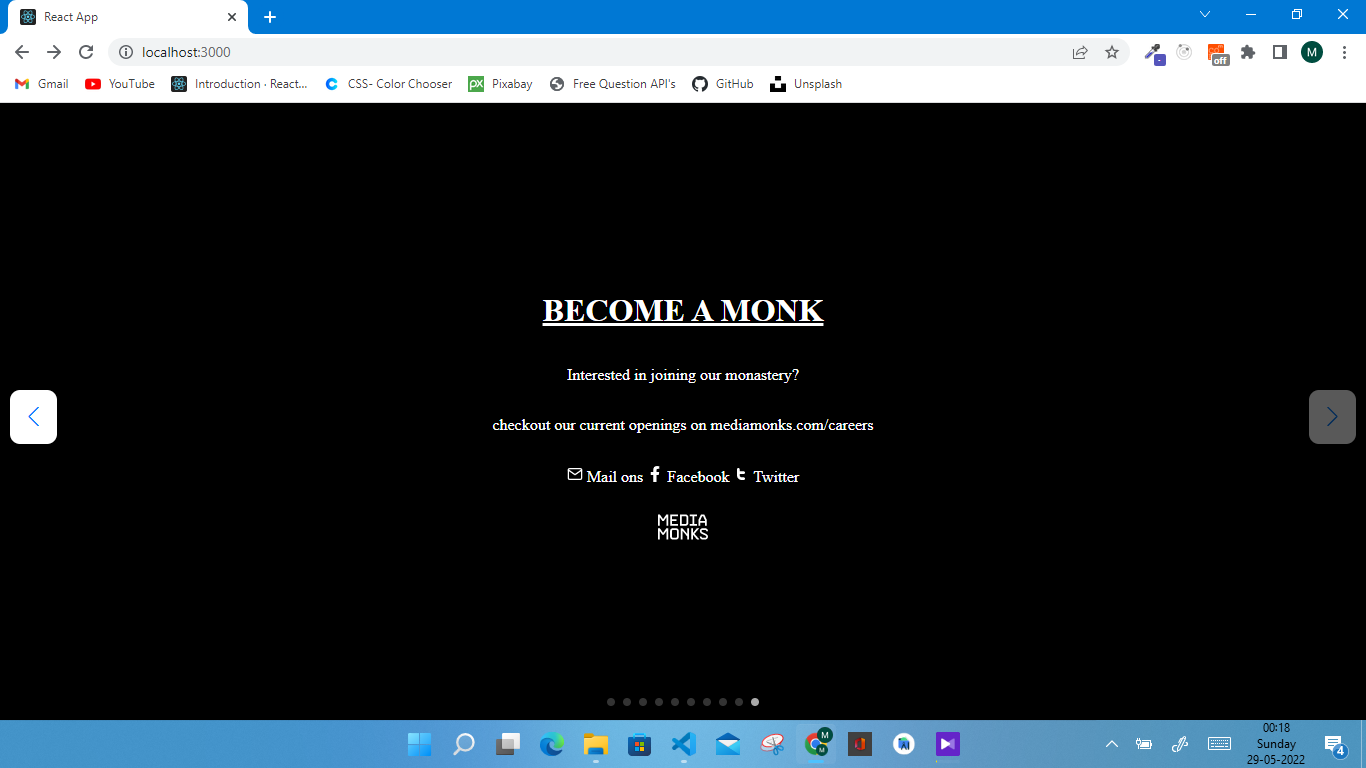 React App
localhost:3000
off
M
Gmail
YouTube
Introduction · React...
C
CSS- Color Chooser
px
Pixabay
Free Question API's
GitHub
Unsplash
BECOME A MONK
Interested in joining our monastery?
checkout our current openings on mediamonks.com/careers
Mail ons
Facebook
Twitter
MEDIA
MONKS
M
M
00:18
Sunday
29-05-2022
4